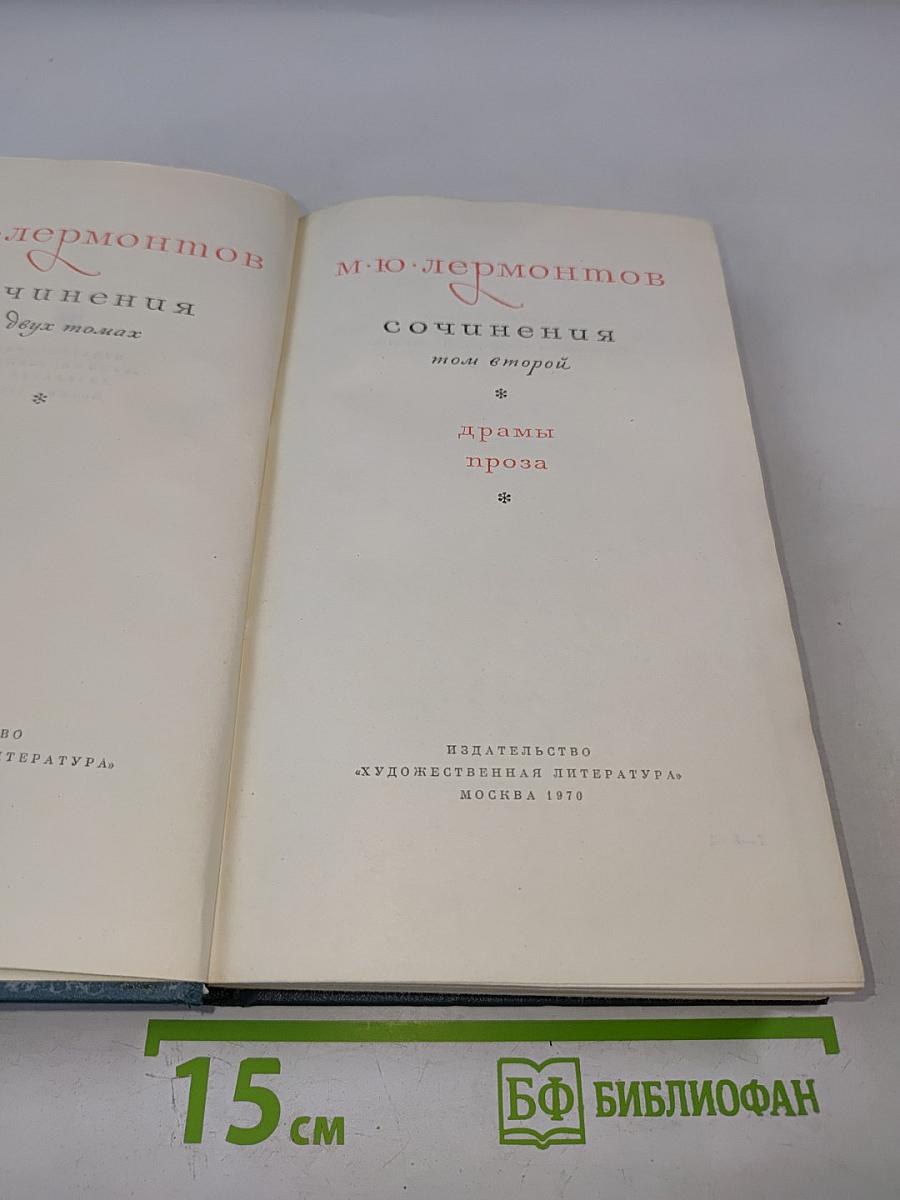 лермонтов
чинения
двух томах
*
ВО
ИТЕРАТУРА»
м·ю·лермонтов
сочинения
том второй
*
драмы
проза
*
ИЗДАТЕЛЬСТВО
«ХУДОЖЕСТВЕННАЯ ЛИТЕРАТУРА»
МОСКВА 1970
15 см
БФ БИБЛИОФАН